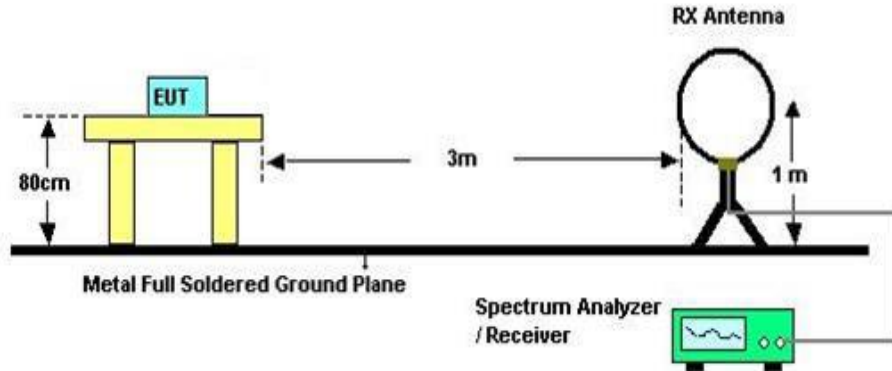 RX Antenna
EUT
80cm
3m
1 m
Metal Full Soldered Ground Plane
Spectrum Analyzer
/ Receiver